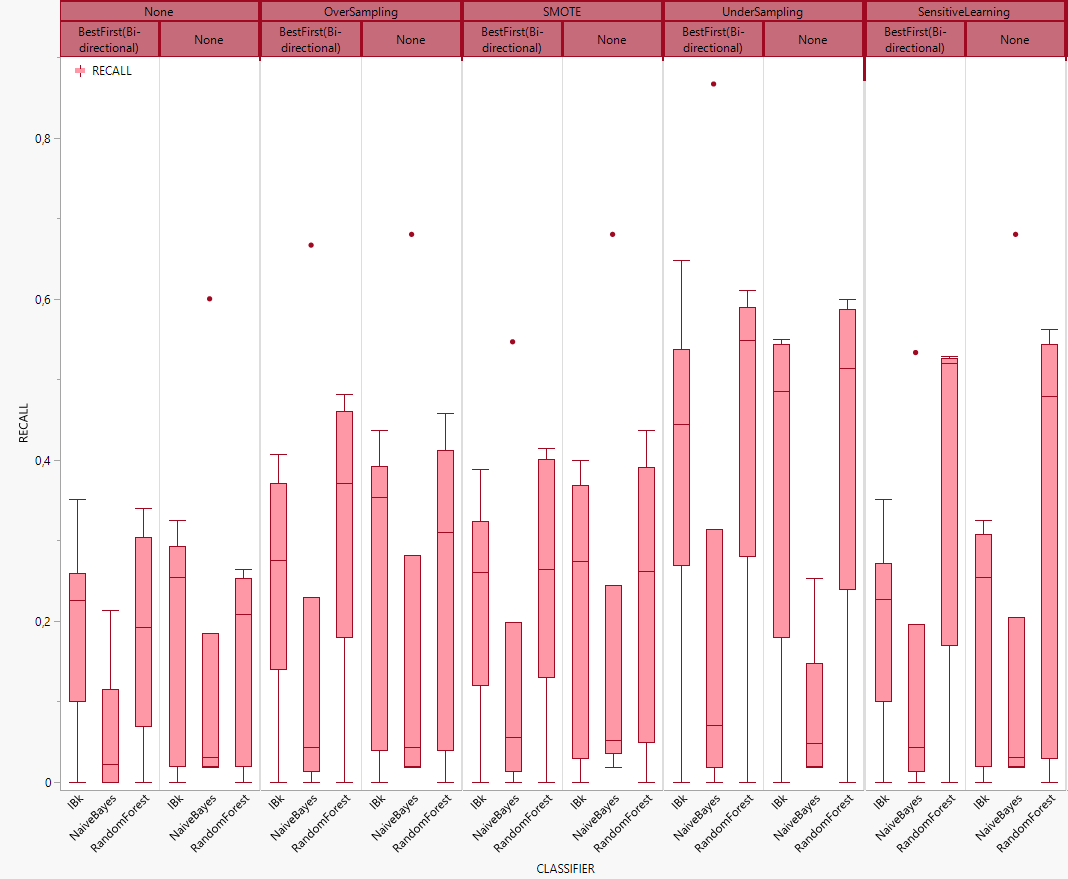 None OverSampling SMOTE UnderSampling SensitiveLearning
BestFirst(Bi-directional) None BestFirst(Bi-directional) None BestFirst(Bi-directional) None BestFirst(Bi-directional) None BestFirst(Bi-directional) None
RECALL
0,8
0,6
RECALL
0,4
0,2
0
IBk NaiveBayes RandomForest IBk NaiveBayes RandomForest IBk NaiveBayes RandomForest IBk NaiveBayes RandomForest IBk NaiveBayes RandomForest IBk NaiveBayes RandomForest IBk NaiveBayes RandomForest IBk NaiveBayes RandomForest IBk NaiveBayes RandomForest IBk NaiveBayes RandomForest
CLASSIFIER